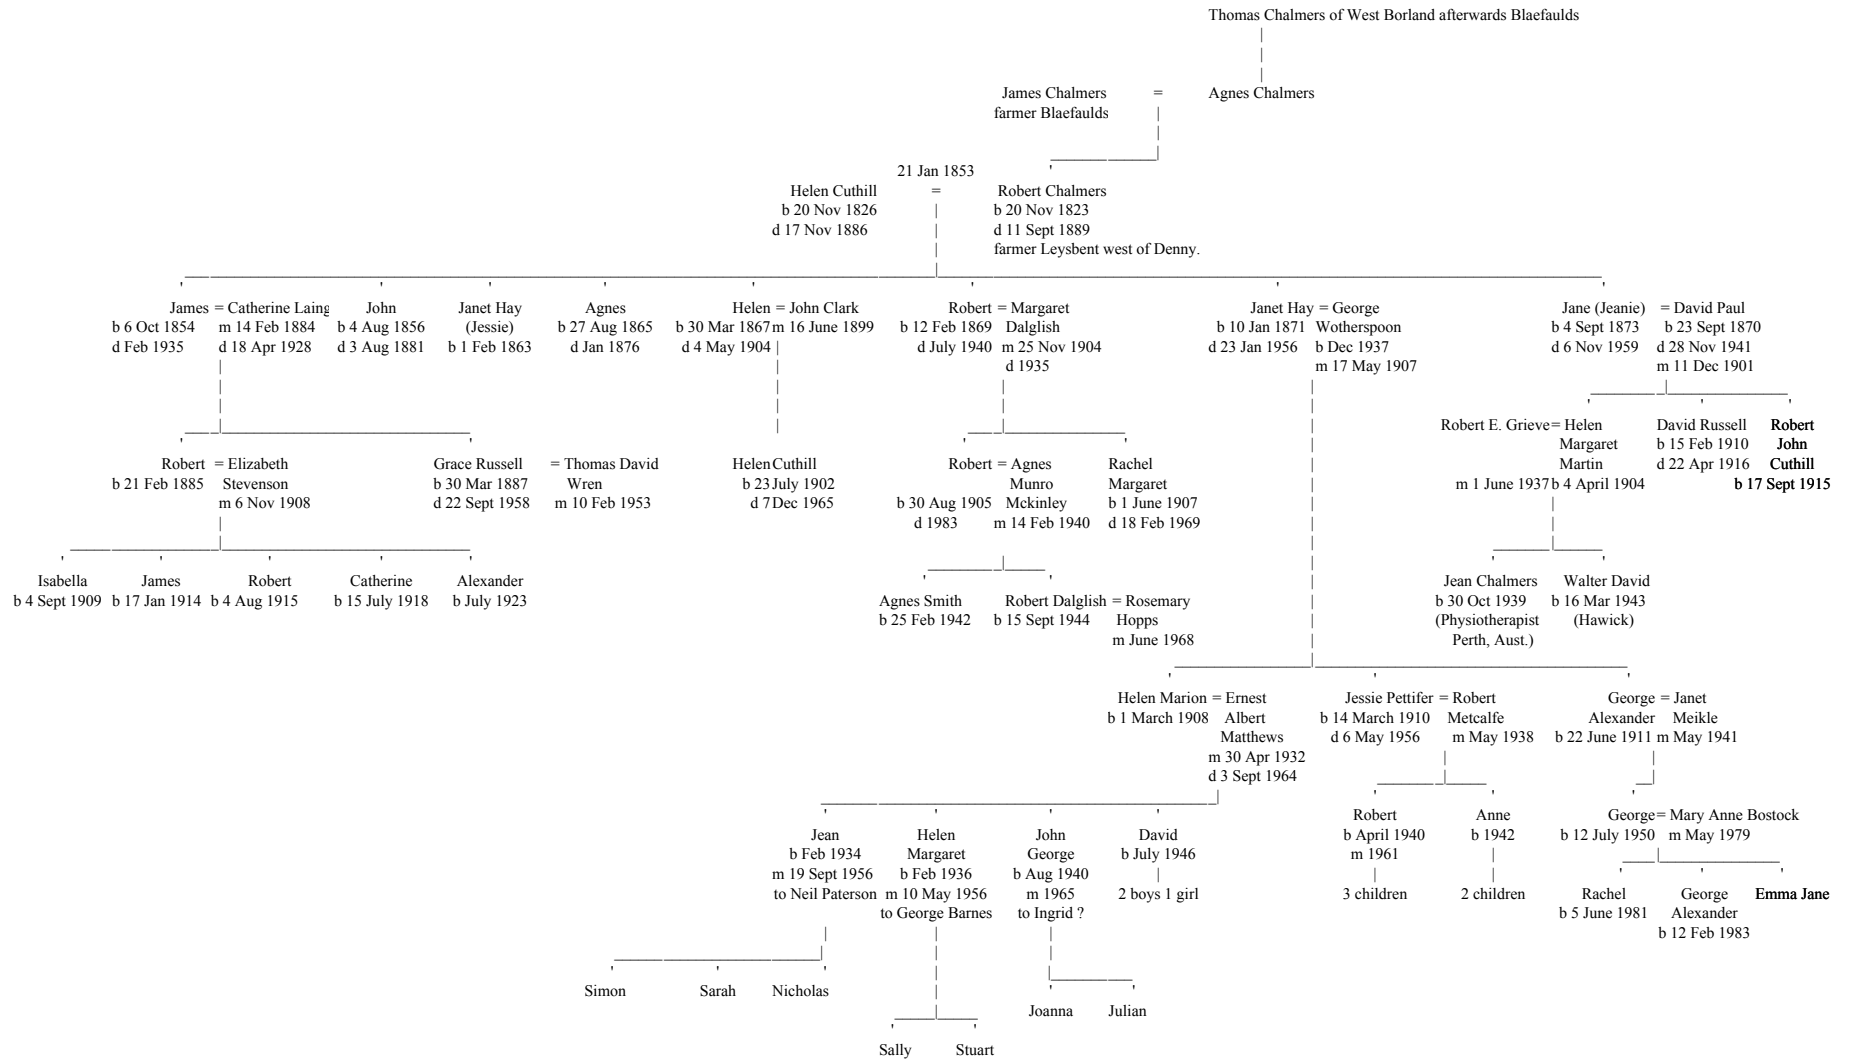 Thomas Chalmers of West Borland afterwards Blaefaulds
James Chalmers = Agnes Chalmers
farmer Blaefaulds
21 Jan 1853
Helen Cuthill = Robert Chalmers
b 20 Nov 1826 b 20 Nov 1823
d 17 Nov 1886 d 11 Sept 1889
farmer Leysbent west of Denny.
James = Catherine Laing John Janet Hay Agnes Helen = John Clark Robert = Margaret Janet Hay = George Jane (Jeanie) = David Paul
b 6 Oct 1854 m 14 Feb 1884 b 4 Aug 1856 (Jessie) b 27 Aug 1865 b 30 Mar 1867 m 16 June 1899 b 12 Feb 1869 Dalglish b 10 Jan 1871 Wotherspoon b 4 Sept 1873 b 23 Sept 1870
d Feb 1935 d 18 Apr 1928 d 3 Aug 1881 b 1 Feb 1863 d Jan 1876 d 4 May 1904 d July 1940 m 25 Nov 1904 d 23 Jan 1956 b Dec 1937 d 6 Nov 1959 d 28 Nov 1941
d 1935 m 17 May 1907 m 11 Dec 1901
Robert E. Grieve = Helen David Russell Robert
Margaret b 15 Feb 1910 John
Robert = Elizabeth Grace Russell = Thomas David Helen Cuthill Robert = Agnes Rachel Martin d 22 Apr 1916 Cuthill
b 21 Feb 1885 Stevenson b 30 Mar 1887 Wren b 23 July 1902 Munro Margaret m 1 June 1937 b 4 April 1904 b 17 Sept 1915
m 6 Nov 1908 d 22 Sept 1958 m 10 Feb 1953 d 7 Dec 1965 b 30 Aug 1905 Mckinley b 1 June 1907
d 1983 m 14 Feb 1940 d 18 Feb 1969
Isabella James Robert Catherine Alexander Jean Chalmers Walter David
b 4 Sept 1909 b 17 Jan 1914 b 4 Aug 1915 b 15 July 1918 b July 1923 Agnes Smith Robert Dalglish = Rosemary b 30 Oct 1939 b 16 Mar 1943
b 25 Feb 1942 b 15 Sept 1944 Hopps (Physiotherapist (Hawick)
m June 1968 Perth, Aust.)
Helen Marion = Ernest Jessie Pettifer = Robert George = Janet
b 1 March 1908 Albert b 14 March 1910 Metcalfe Alexander Meikle
Matthews d 6 May 1956 m May 1938 b 22 June 1911 m May 1941
m 30 Apr 1932
d 3 Sept 1964
Robert Anne George = Mary Anne Bostock
Jean Helen John David b April 1940 b 1942 b 12 July 1950 m May 1979
b Feb 1934 Margaret George b July 1946 m 1961
m 19 Sept 1956 b Feb 1936 b Aug 1940
to Neil Paterson m 10 May 1956 m 1965 2 boys 1 girl 3 children 2 children Rachel George Emma Jane
to George Barnes to Ingrid ? b 5 June 1981 Alexander
b 12 Feb 1983
Simon Sarah Nicholas
Joanna Julian
Sally Stuart